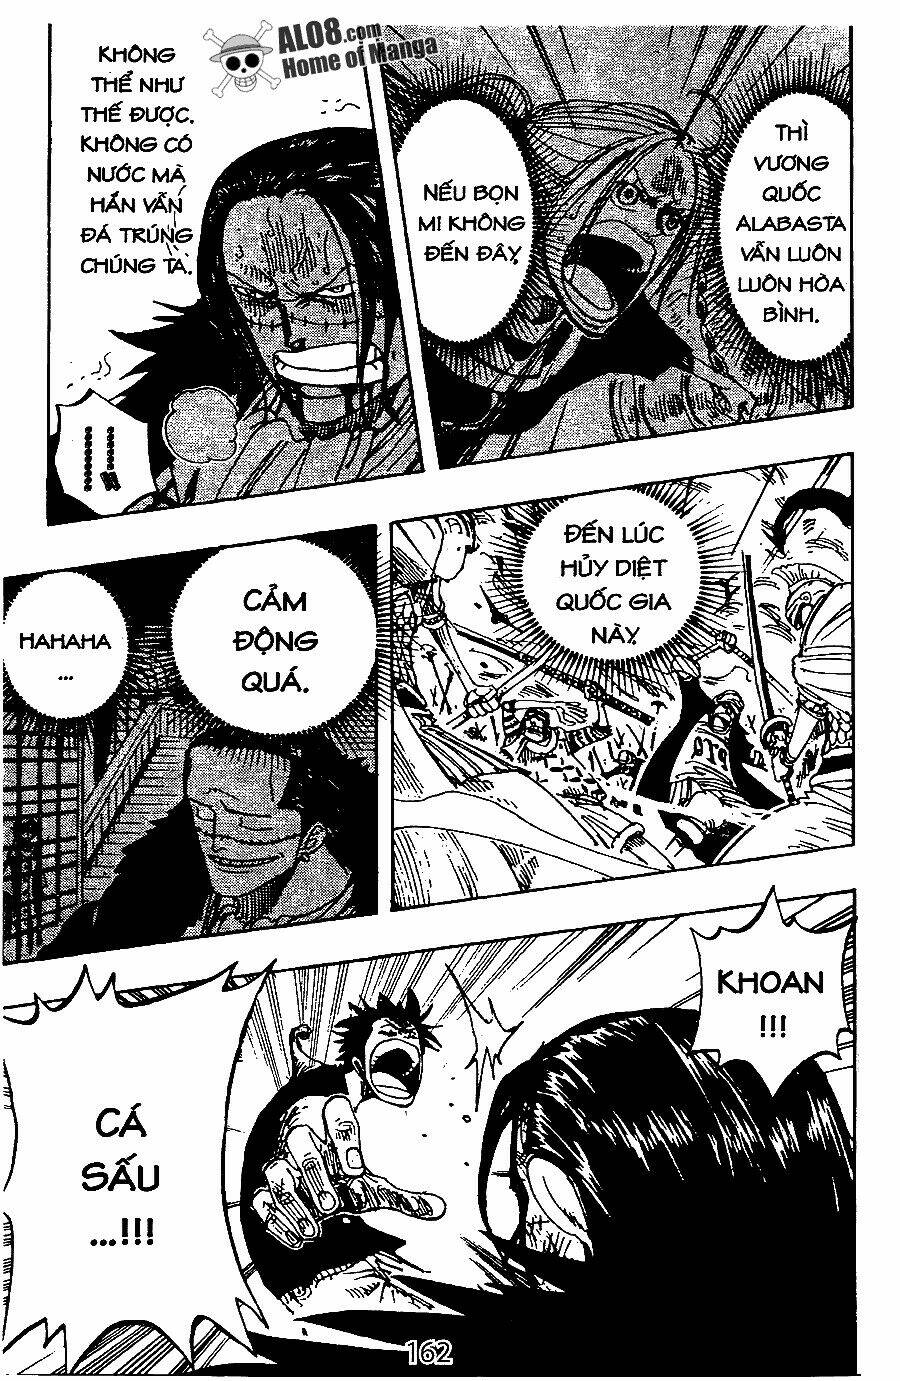 AL08.com
Home of Manga
KHÔNG
THỂ NHƯ
THẾ ĐƯỢC.
KHÔNG CÓ
NƯỚC MÀ
HẮN VẪN
ĐÁ TRÚNG
CHÚNG TA.
NẾU BỌN
MI KHÔNG
ĐẾN ĐÂY,
THÌ
VƯƠNG
QUỐC
ALABASTA
VẪN LUÔN
LUÔN HÒA
BÌNH.
HAHAHA
...
CẢM
ĐỘNG
QUÁ.
ĐẾN LÚC
HỦY DIỆT
QUỐC GIA
NÀY.
KHOAN
!!!
CÁ
SẤU
...!!!
162